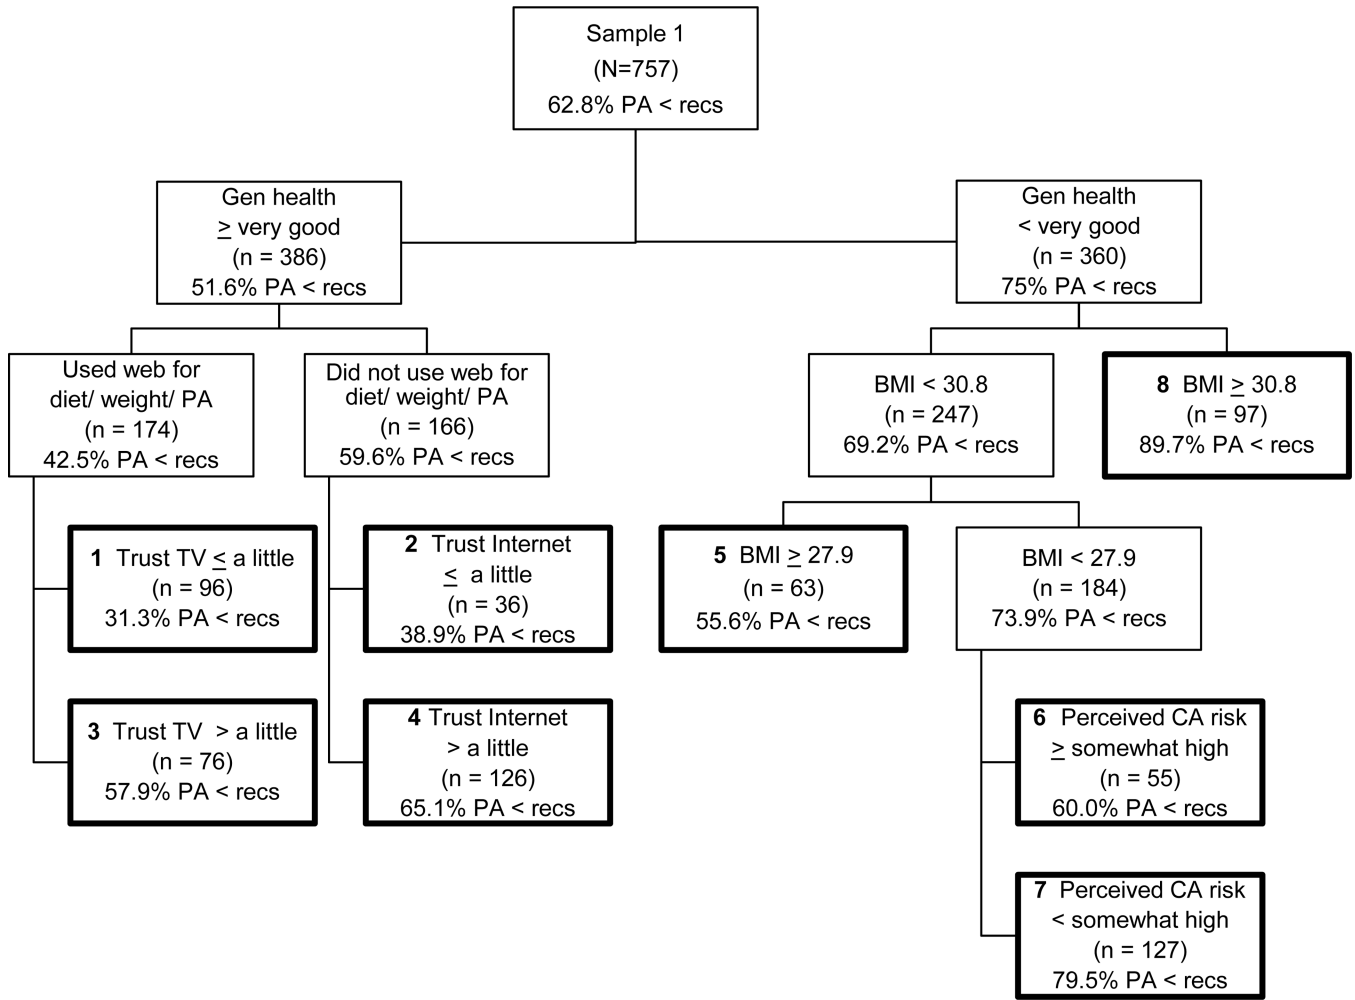 Sample 1
(N=757)
62.8% PA < recs
Gen health
≥ very good
(n = 386)
51.6% PA < recs
Gen health
< very good
(n = 360)
75% PA < recs
Used web for
diet/ weight/ PA
(n = 174)
42.5% PA < recs
Did not use web for
diet/ weight/ PA
(n = 166)
59.6% PA < recs
BMI < 30.8
(n = 247)
69.2% PA < recs
8 BMI ≥ 30.8
(n = 97)
89.7% PA < recs
1 Trust TV ≤ a little
(n = 96)
31.3% PA < recs
2 Trust Internet
≤ a little
(n = 36)
38.9% PA < recs
5 BMI ≥ 27.9
(n = 63)
55.6% PA < recs
BMI < 27.9
(n = 184)
73.9% PA < recs
3 Trust TV > a little
(n = 76)
57.9% PA < recs
4 Trust Internet
> a little
(n = 126)
65.1% PA < recs
6 Perceived CA risk
≥ somewhat high
(n = 55)
60.0% PA < recs
7 Perceived CA risk
< somewhat high
(n = 127)
79.5% PA < recs